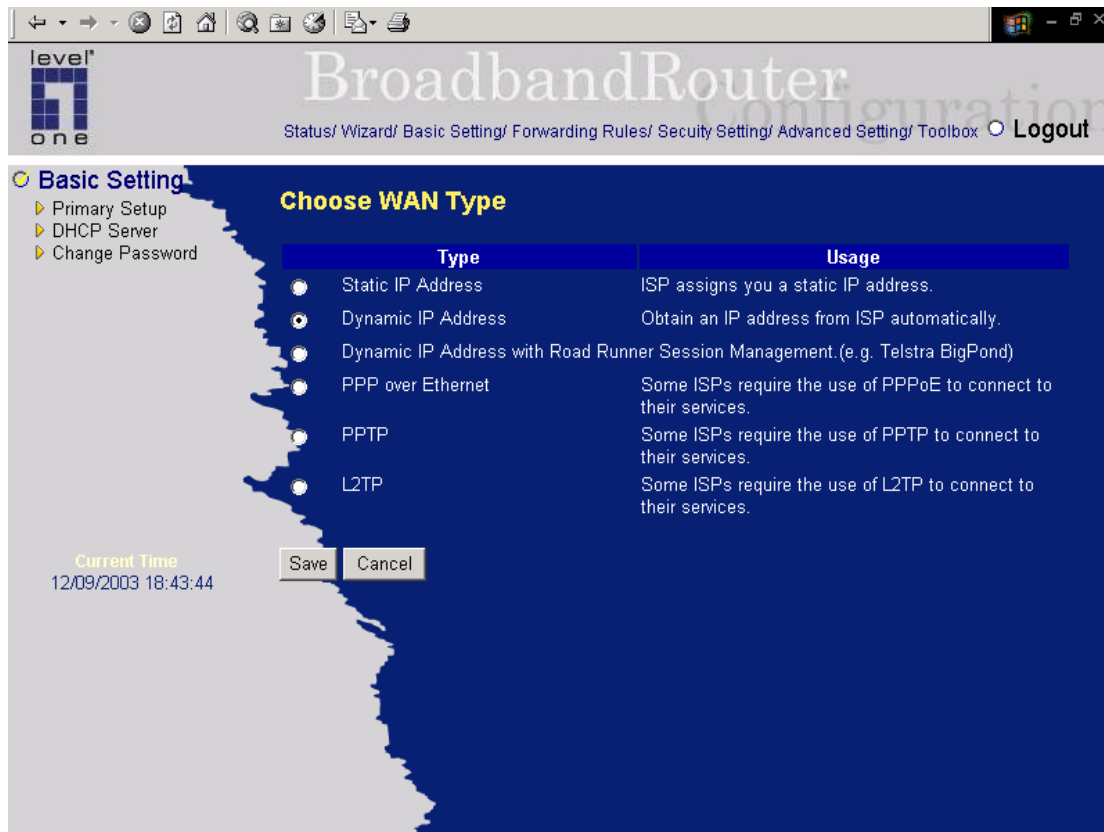 level
one
BroadbandRouter
Configuration
Status/ Wizard/ Basic Setting/ Forwarding Rules/ Secuity Setting/ Advanced Setting/ Toolbox Logout
Basic Setting
Primary Setup
DHCP Server
Change Password
Choose WAN Type
Type Usage
Static IP Address ISP assigns you a static IP address.
Dynamic IP Address Obtain an IP address from ISP automatically.
Dynamic IP Address with Road Runner Session Management.(e.g. Telstra BigPond)
PPP over Ethernet Some ISPs require the use of PPPoE to connect to
their services.
PPTP Some ISPs require the use of PPTP to connect to
their services.
L2TP Some ISPs require the use of L2TP to connect to
their services.
Save Cancel
Current Time
12/09/2003 18:43:44